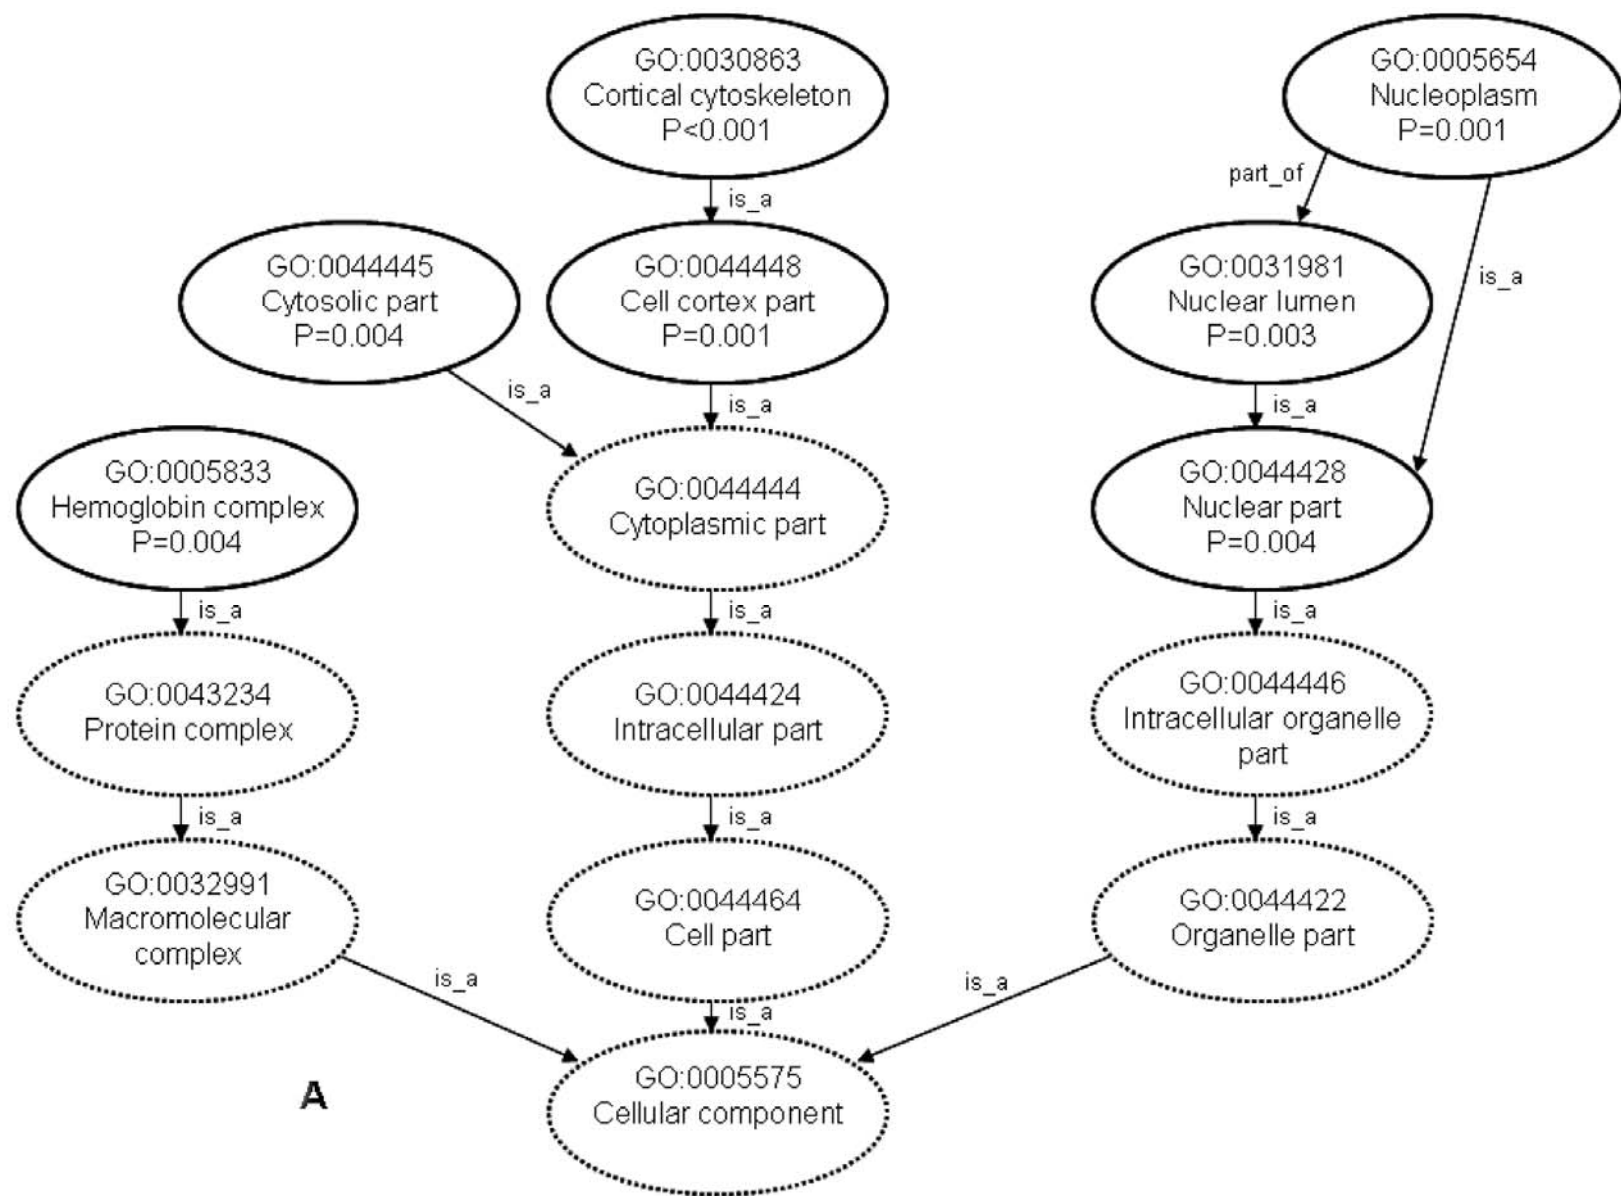 GO:0030863
Cortical cytoskeleton
P<0.001
GO:0005654
Nucleoplasm
P=0.001
is_a
part_of
GO:0044445
Cytosolic part
P=0.004
GO:0044448
Cell cortex part
P=0.001
GO:0031981
Nuclear lumen
P=0.003
is_a
is_a
is_a
is_a
GO:0005833
Hemoglobin complex
P=0.004
GO:0044444
Cytoplasmic part
GO:0044428
Nuclear part
P=0.004
is_a
is_a
is_a
GO:0043234
Protein complex
GO:0044424
Intracellular part
GO:0044446
Intracellular organelle
part
is_a
is_a
is_a
GO:0032991
Macromolecular
complex
GO:0044464
Cell part
GO:0044422
Organelle part
is_a
is_a
is_a
GO:0005575
Cellular component
A